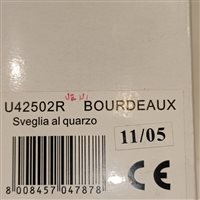 U42502R BOURDEAUX
Sveglia al quarzo
11/05
CE
8 008457 047878